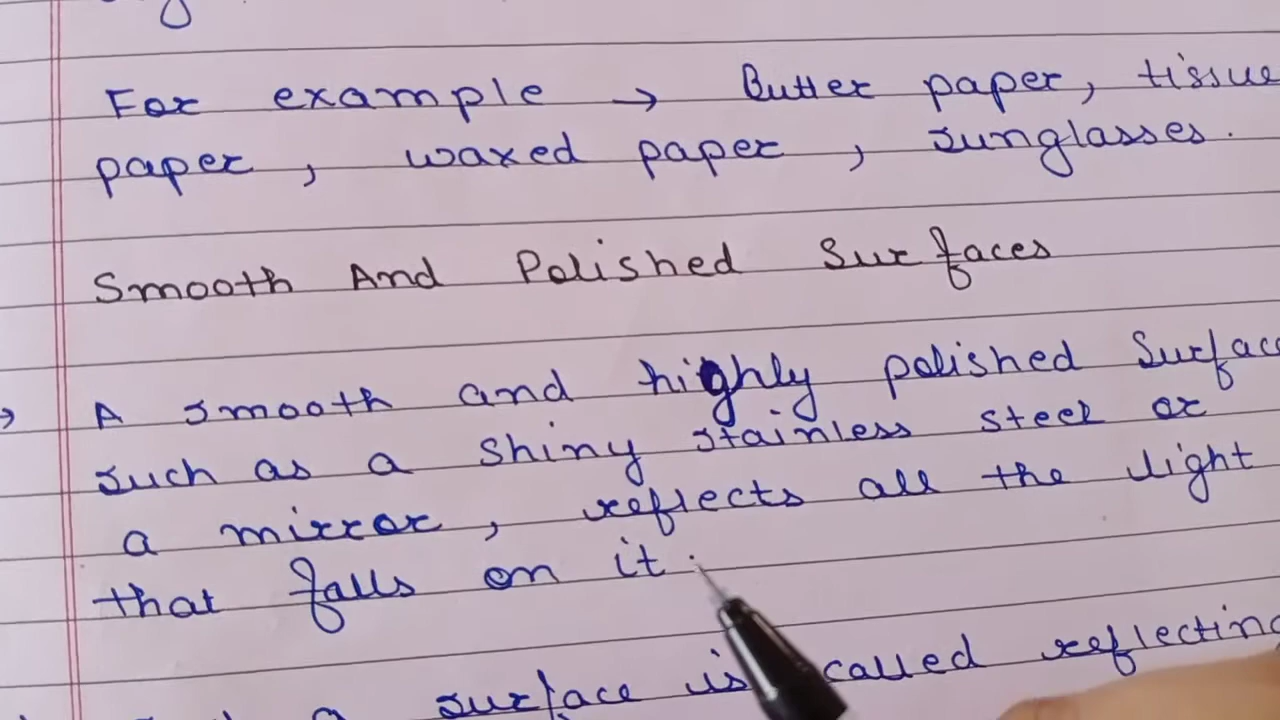 For example → Butter paper, tissue
paper, waxed paper, sunglasses.
Smooth And Polished Surfaces
→ A smooth and highly polished Surfac
such as a shiny stainless steel or
a mirror, reflects all the light
that falls on it.
a surface is called reflecting